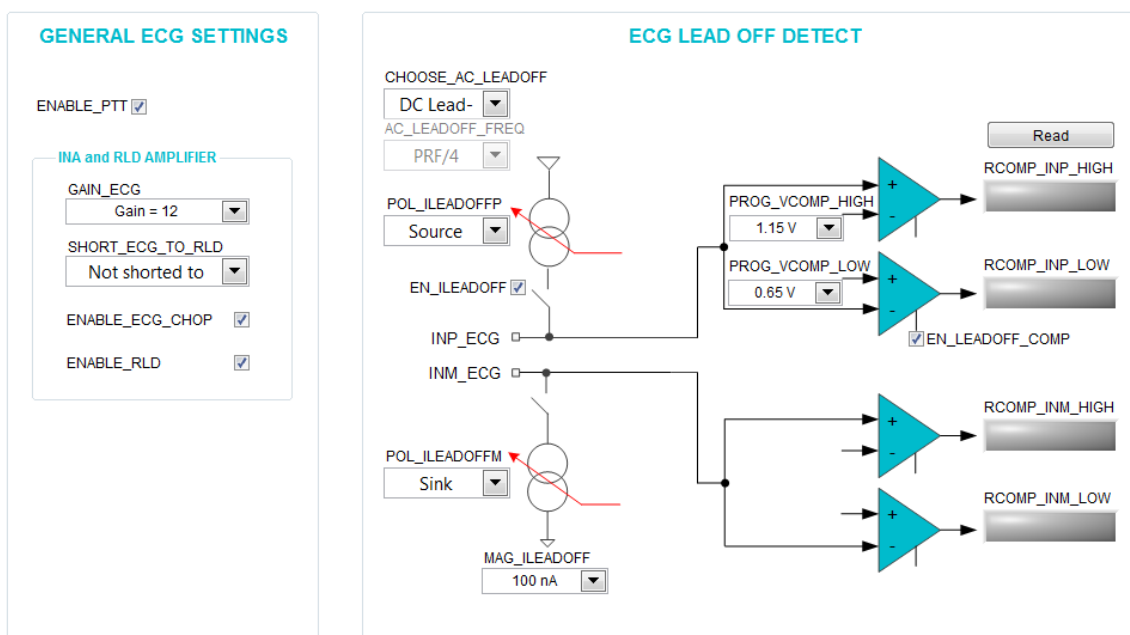 GENERAL ECG SETTINGS
ENABLE_PTT
INA and RLD AMPLIFIER
GAIN_ECG
Gain = 12
SHORT_ECG_TO_RLD
Not shorted to
ENABLE_ECG_CHOP
ENABLE_RLD
ECG LEAD OFF DETECT
CHOOSE_AC_LEADOFF
DC Lead-
AC_LEADOFF_FREQ
PRF/4
POL_ILEADOFFP
Source
EN_ILEADOFF
INP_ECG
INM_ECG
POL_ILEADOFFM
Sink
MAG_ILEADOFF
100 nA
PROG_VCOMP_HIGH
1.15 V
PROG_VCOMP_LOW
0.65 V
+
-
+
-
EN_LEADOFF_COMP
+
-
+
-
Read
RCOMP_INP_HIGH
RCOMP_INP_LOW
RCOMP_INM_HIGH
RCOMP_INM_LOW